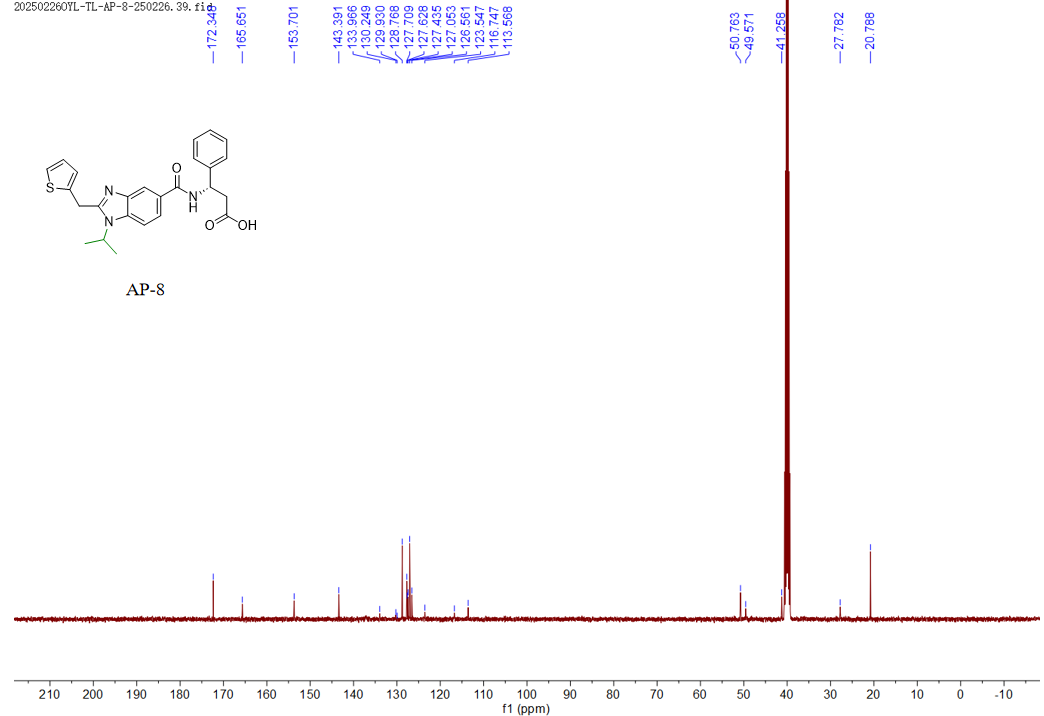 20250226OYL-TL-AP-8-250226.39.fid
172.348
165.651
153.701
143.391
133.966
130.249
129.930
128.768
127.709
127.628
127.435
127.053
126.561
123.547
116.747
113.568
50.763
49.571
41.258
27.782
20.788
S
N
N
O
N
H
O
OH
AP-8
210 200 190 180 170 160 150 140 130 120 110 100 90 80 70 60 50 40 30 20 10 0 -10
f1 (ppm)